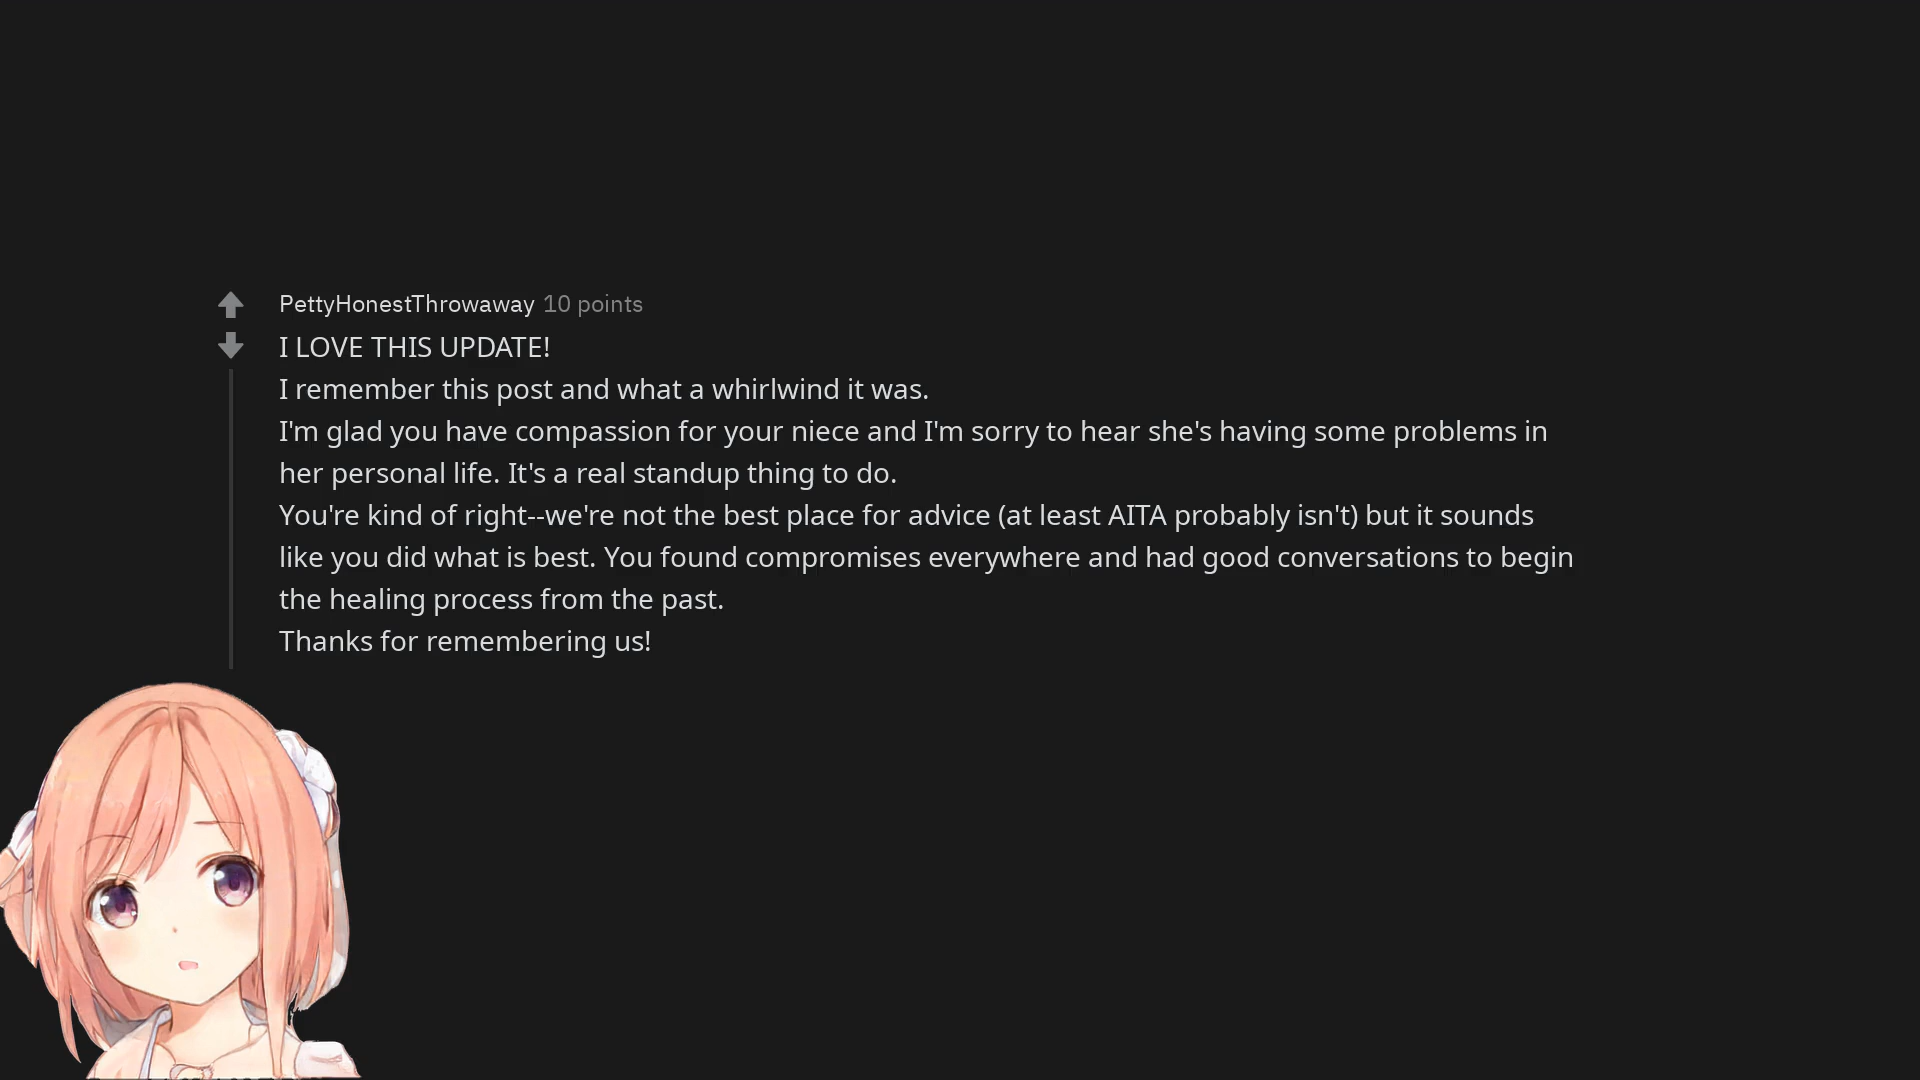 PettyHonestThrowaway 10 points
I LOVE THIS UPDATE!
I remember this post and what a whirlwind it was.
I'm glad you have compassion for your niece and I'm sorry to hear she's having some problems in
her personal life. It's a real standup thing to do.
You're kind of right--we're not the best place for advice (at least AITA probably isn't) but it sounds
like you did what is best. You found compromises everywhere and had good conversations to begin
the healing process from the past.
Thanks for remembering us!